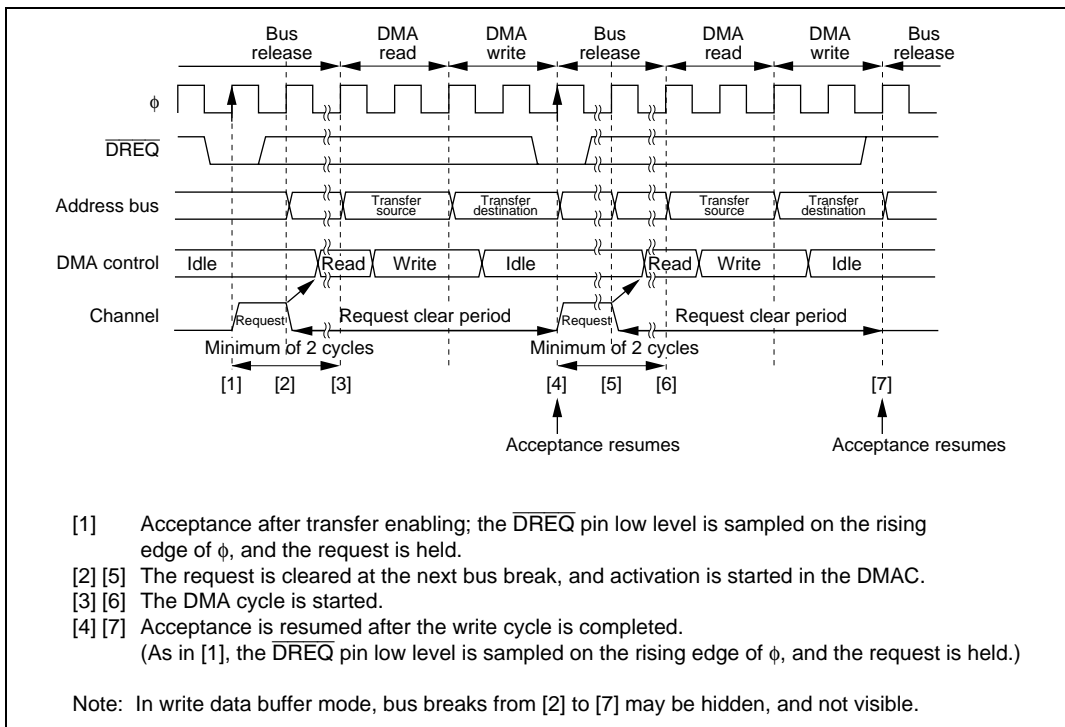 Bus release DMA read DMA write Bus release DMA read DMA write Bus release
ϕ
DREQ
Address bus Transfer source Transfer destination Transfer source Transfer destination
DMA control Idle Read Write Idle Read Write Idle
Channel Request Request clear period Request Request clear period
Minimum of 2 cycles Minimum of 2 cycles
[1] [2] [3] [4] [5] [6] [7]
Acceptance resumes Acceptance resumes
[1] Acceptance after transfer enabling; the DREQ pin low level is sampled on the rising
edge of ϕ, and the request is held.
[2] [5] The request is cleared at the next bus break, and activation is started in the DMAC.
[3] [6] The DMA cycle is started.
[4] [7] Acceptance is resumed after the write cycle is completed.
(As in [1], the DREQ pin low level is sampled on the rising edge of ϕ, and the request is held.)
Note: In write data buffer mode, bus breaks from [2] to [7] may be hidden, and not visible.